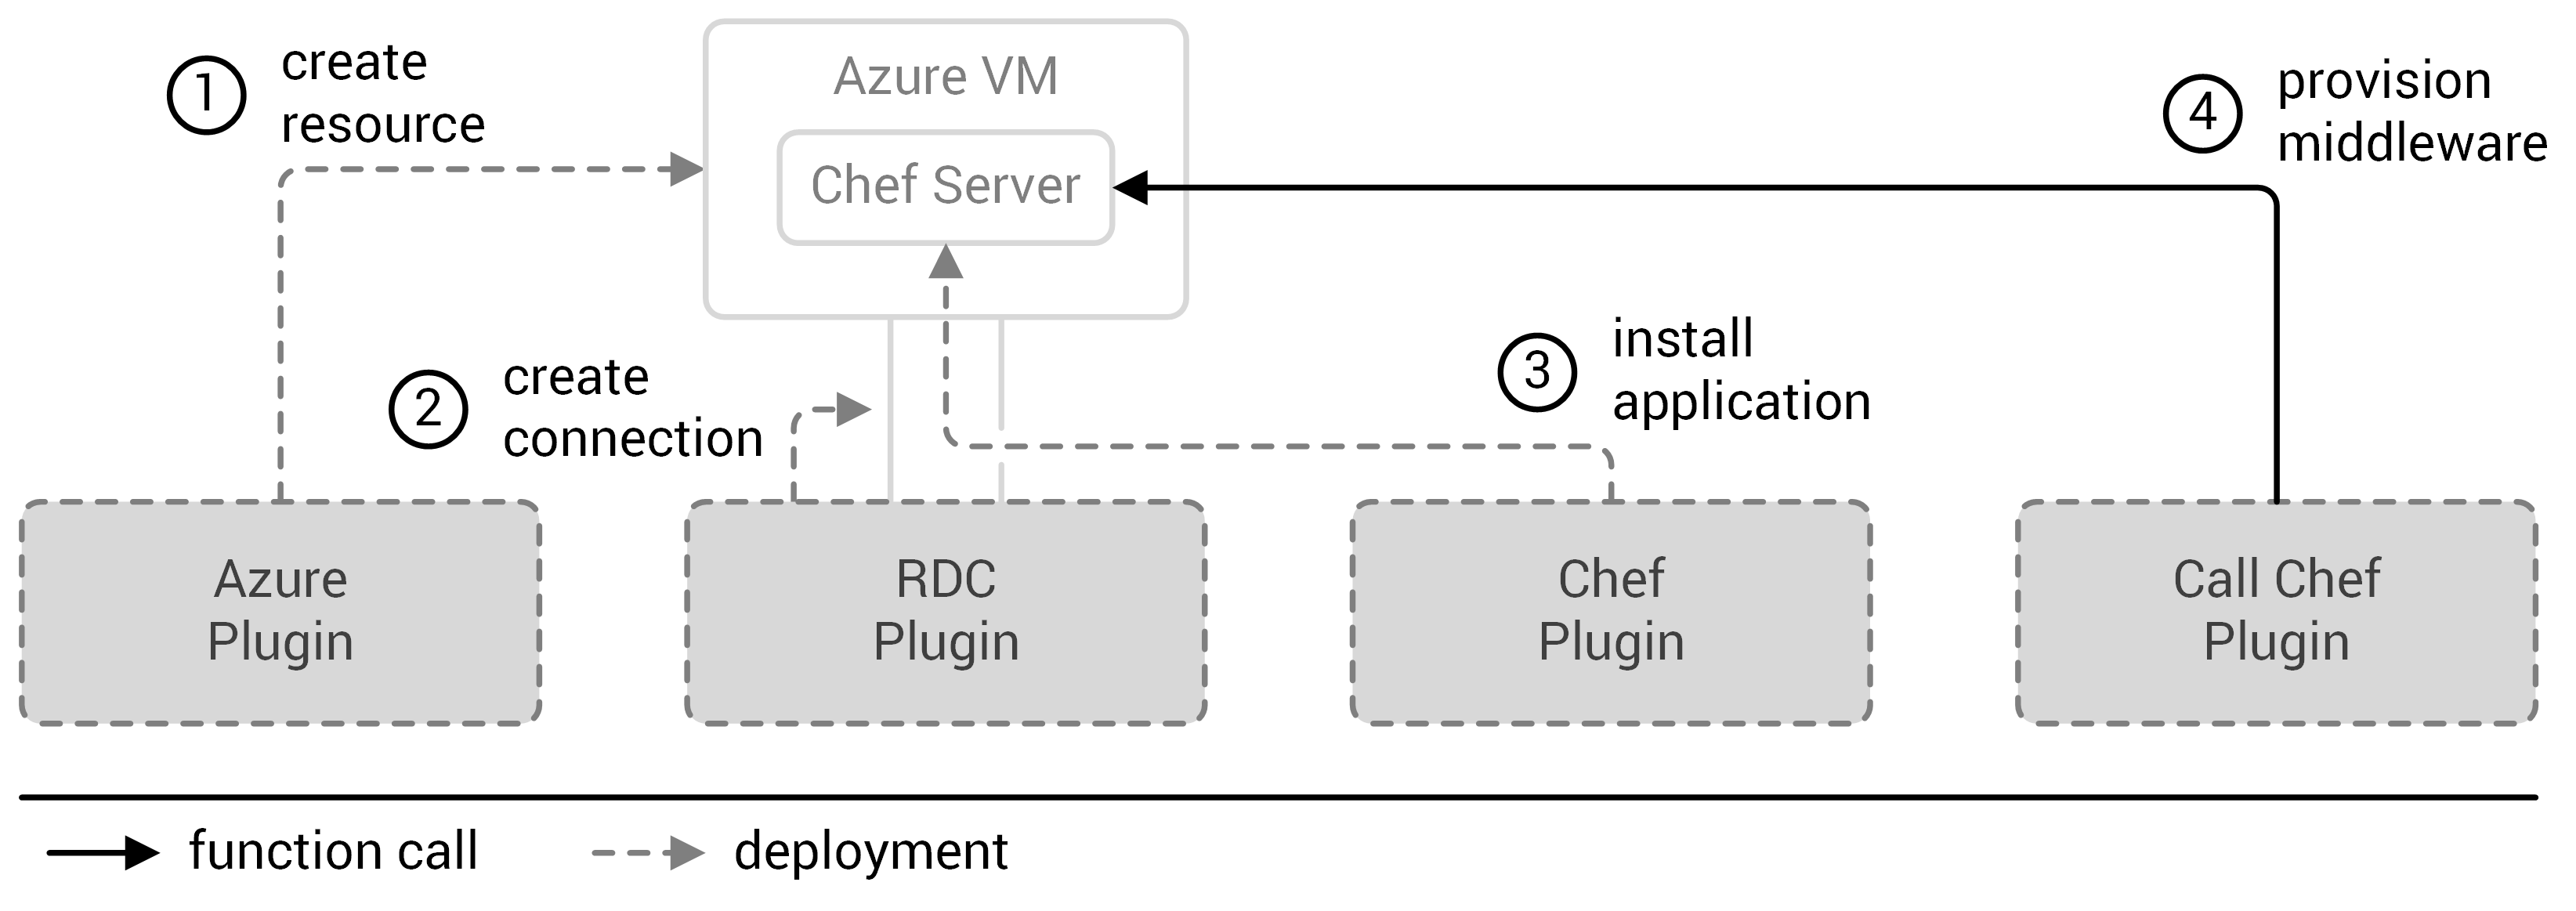 1
create
resource
Azure VM
Chef Server
4
provision
middleware
2
create
connection
3
install
application
Azure
Plugin
RDC
Plugin
Chef
Plugin
Call Chef
Plugin
function call
deployment